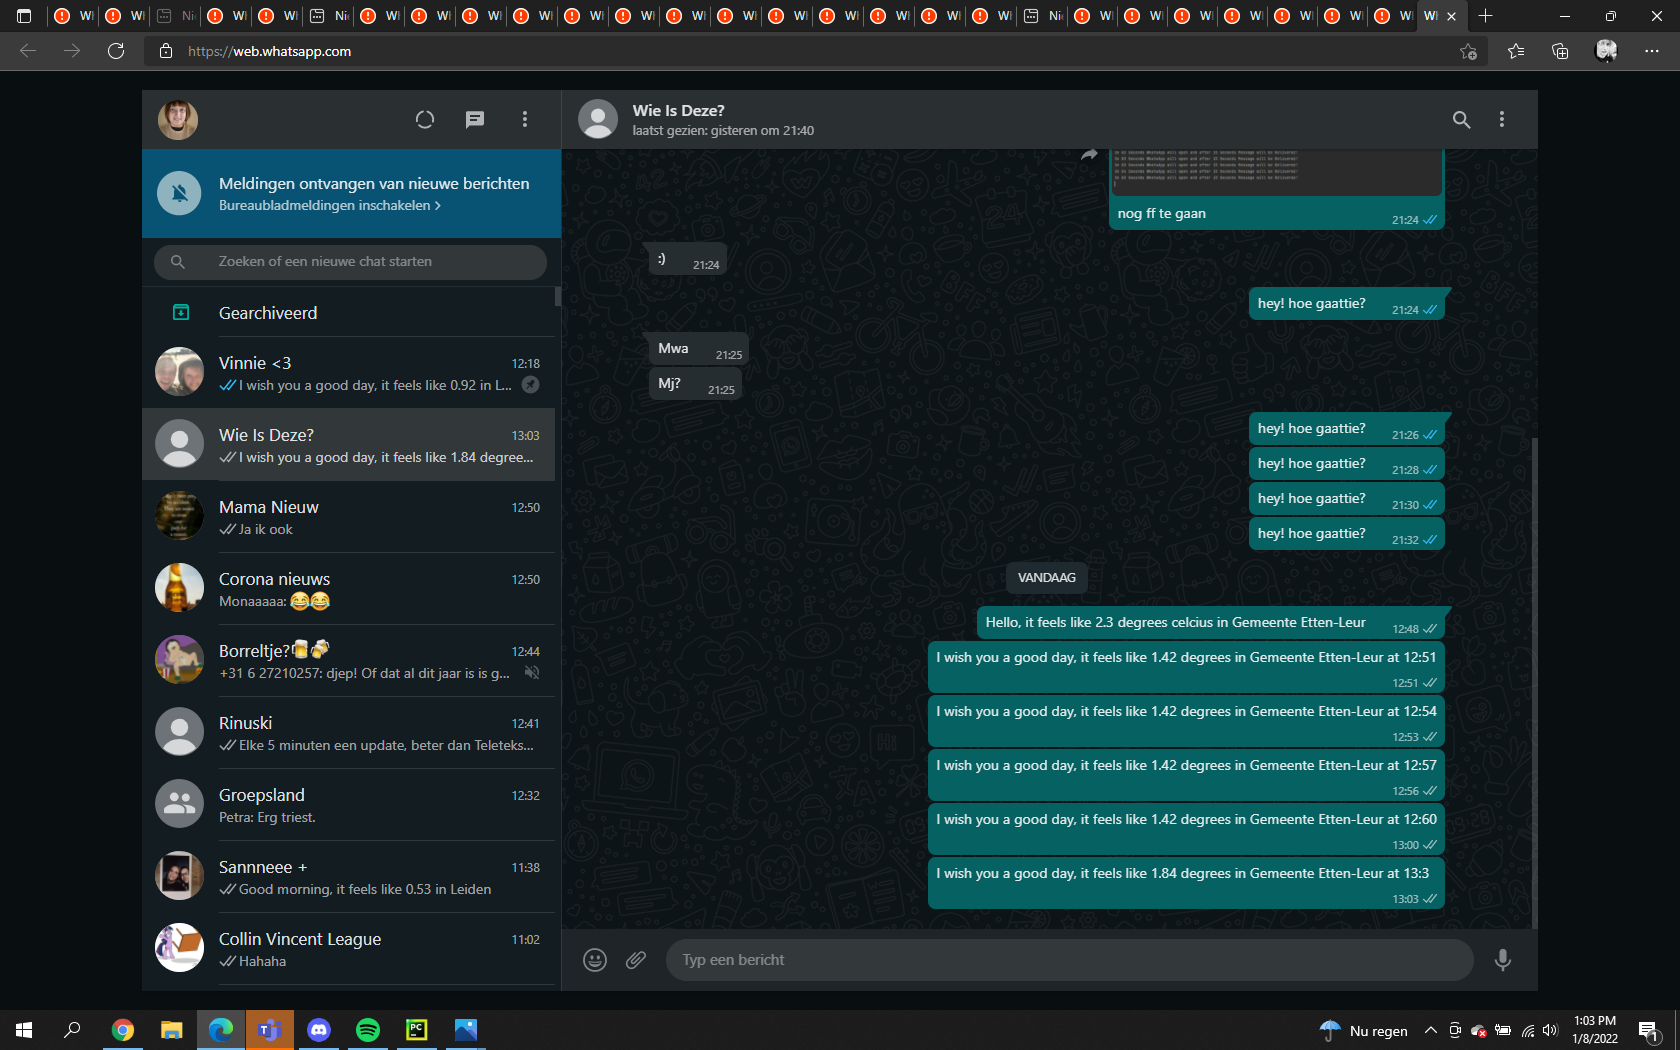 https://web.whatsapp.com
Wie Is Deze?
laatst gezien: gisteren om 21:40
Meldingen ontvangen van nieuwe berichten
Bureaubladmeldingen inschakelen >
Zoeken of een nieuwe chat starten
Gearchiveerd
Vinnie <3
12:18
I wish you a good day, it feels like 0.92 in L...
Wie Is Deze?
13:03
I wish you a good day, it feels like 1.84 degree...
Mama Nieuw
12:50
Ja ik ook
Corona nieuws
12:50
Monaaaaa: 😂😂
Borreltje?🍺🍻
12:44
+31 6 27210257: djep! Of dat al dit jaar is is g...
Rinuski
12:41
Elke 5 minuten een update, beter dan Teleteks...
Groepsland
12:32
Petra: Erg triest.
Sannneee +
11:38
Good morning, it feels like 0.53 in Leiden
Collin Vincent League
11:02
Hahaha
nog ff te gaan
21:24
:)
21:24
hey! hoe gaattie?
21:24
Mwa
21:25
Mj?
21:25
hey! hoe gaattie?
21:26
hey! hoe gaattie?
21:28
hey! hoe gaattie?
21:30
hey! hoe gaattie?
21:32
VANDAAG
Hello, it feels like 2.3 degrees celcius in Gemeente Etten-Leur
12:48
I wish you a good day, it feels like 1.42 degrees in Gemeente Etten-Leur at 12:51
12:51
I wish you a good day, it feels like 1.42 degrees in Gemeente Etten-Leur at 12:54
12:53
I wish you a good day, it feels like 1.42 degrees in Gemeente Etten-Leur at 12:57
12:56
I wish you a good day, it feels like 1.42 degrees in Gemeente Etten-Leur at 12:60
13:00
I wish you a good day, it feels like 1.84 degrees in Gemeente Etten-Leur at 13:3
13:03
Typ een bericht
Nu regen
1:03 PM
1/8/2022
1